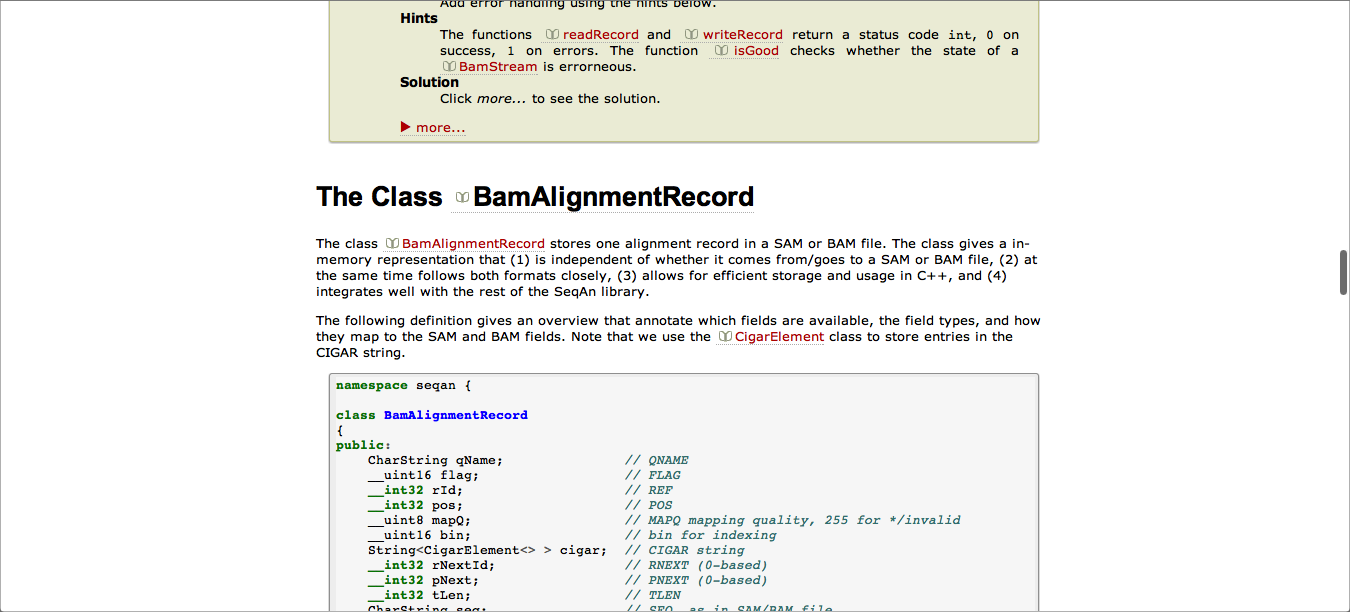 Add error handling using the hints below.
Hints
The functions readRecord and writeRecord return a status code int, 0 on
success, 1 on errors. The function isGood checks whether the state of a
BamStream is errorneous.
Solution
Click more... to see the solution.
more...
The Class BamAlignmentRecord
The class BamAlignmentRecord stores one alignment record in a SAM or BAM file. The class gives a in-
memory representation that (1) is independent of whether it comes from/goes to a SAM or BAM file, (2) at
the same time follows both formats closely, (3) allows for efficient storage and usage in C++, and (4)
integrates well with the rest of the SeqAn library.
The following definition gives an overview that annotate which fields are available, the field types, and how
they map to the SAM and BAM fields. Note that we use the CigarElement class to store entries in the
CIGAR string.
namespace seqan {
class BamAlignmentRecord
{
public:
CharString qName; // QNAME
__uint16 flag; // FLAG
__int32 rId; // REF
__int32 pos; // POS
__uint8 mapQ; // MAPQ mapping quality, 255 for */invalid
__uint16 bin; // bin for indexing
String<CigarElement<> > cigar; // CIGAR string
__int32 rNextId; // RNEXT (0-based)
__int32 pNext; // PNEXT (0-based)
__int32 tLen; // TLEN
CharString seq; // SEQ, as in SAM/BAM file